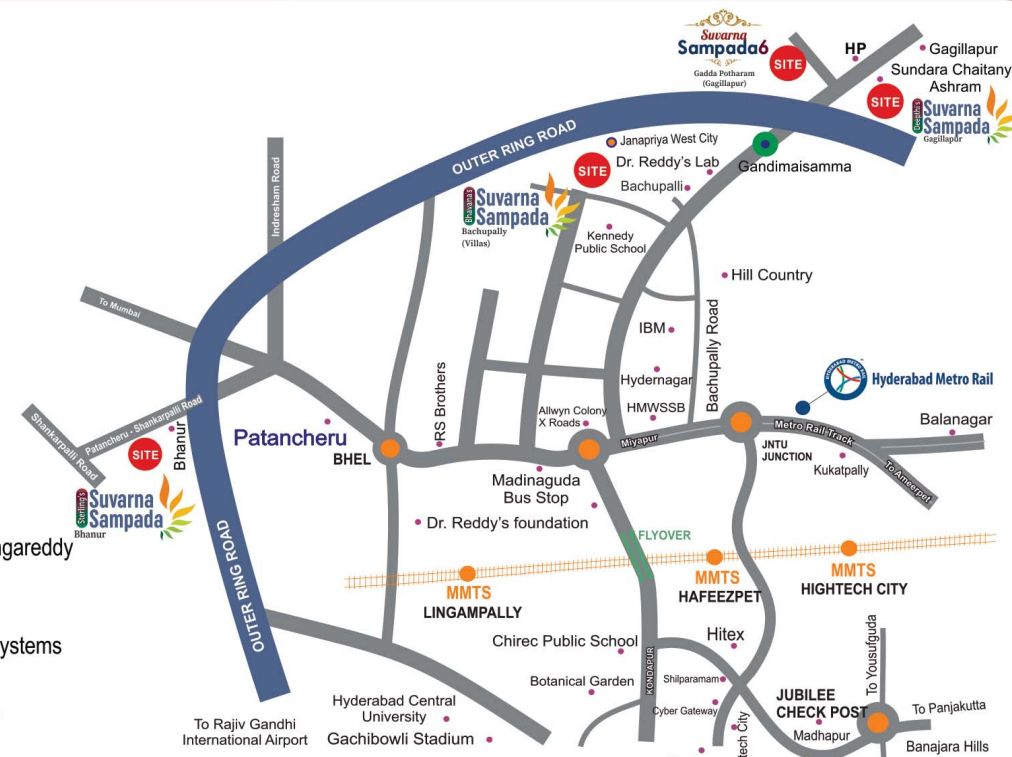 Suvarna
Sampada6
Gadda Potharam
(Gagillapur)
SITE
HP
Gagillapur
Sundara Chaitany
Ashram
SITE
Deepthi's
Suvarna
Sampada
Gagillapur
OUTER RING ROAD
Janapriya West City
SITE
Dr. Reddy's Lab
Bachupalli
Gandimaisamma
Indresham Road
Bhavana's
Suvarna
Sampada
Bachupally
(Villas)
Kennedy
Public School
Hill Country
To Mumbai
IBM
Bachupally Road
Hydernagar
HYDERABAD METRO RAIL
Hyderabad Metro Rail
RS Brothers
Allwyn Colony
X Roads
HMWSSB
Shankarpalli Road
Patancheru - Shankarpalli Road
Bhanur
SITE
Patancheru
BHEL
Miyapur
Metro Rail Track
Balanagar
JNTU
JUNCTION
Kukatpally
To Ameerpet
Sterling's
Suvarna
Sampada
Bhanur
Madinaguda
Bus Stop
Dr. Reddy's foundation
FLYOVER
ngareddy
OUTER RING ROAD
MMTS
LINGAMPALLY
MMTS
HAFEEZPET
MMTS
HIGHTECH CITY
ystems
Chirec Public School
Hitex
KONDAPUR
To Yousufguda
Botanical Garden
Shilparamam
Cyber Gateway
JUBILEE
CHECK POST
To Panjakutta
Madhapur
Banajara Hills
tech City
Hyderabad Central
University
To Rajiv Gandhi
International Airport
Gachibowli Stadium